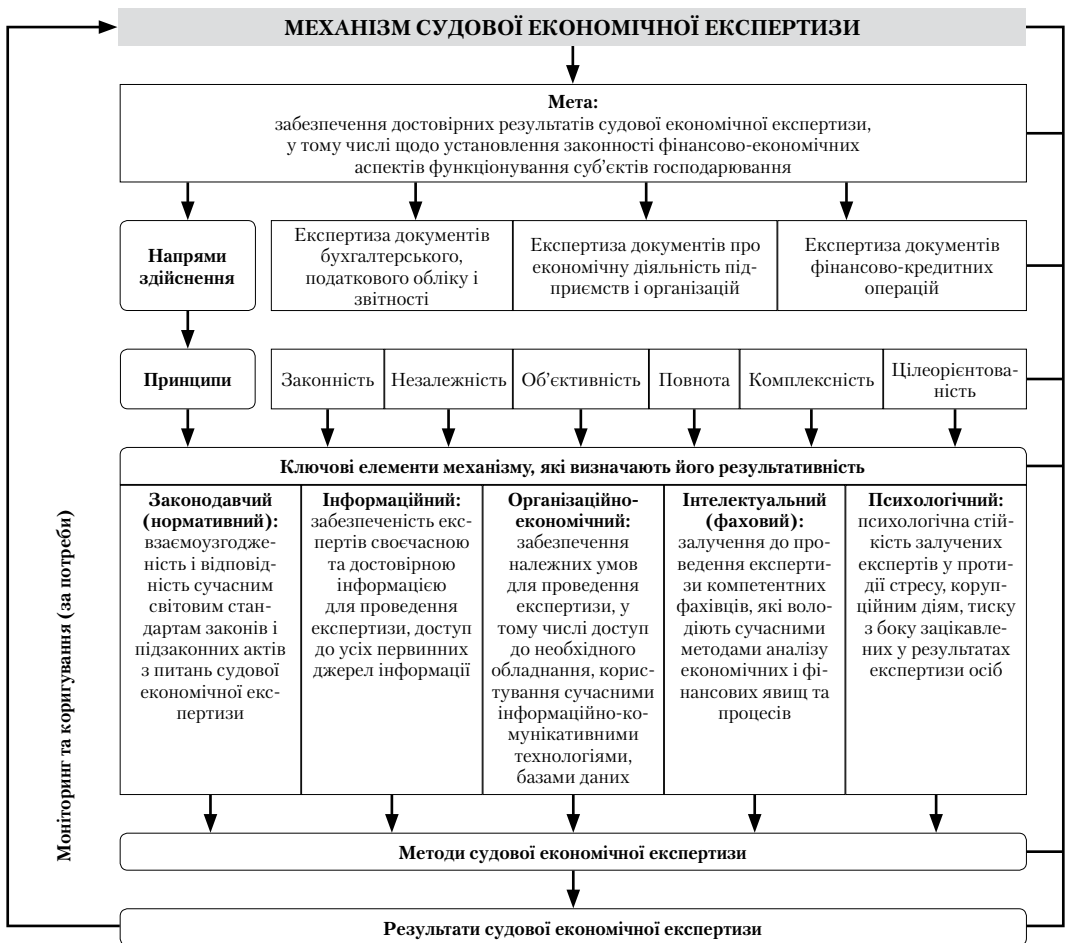 МЕХАНІЗМ СУДОВОЇ ЕКОНОМІЧНОЇ ЕКСПЕРТИЗИ
Мета:
забезпечення достовірних результатів судової економічної експертизи,
у тому числі щодо установлення законності фінансово-економічних
аспектів функціонування суб’єктів господарювання
Напрями
здійснення
Експертиза документів
бухгалтерського,
податкового обліку і
звітності
Експертиза документів про
економічну діяльність під-
приємств і організацій
Експертиза документів
фінансово-кредитних
операцій
Принципи
Законність
Незалежність
Об’єктивність
Повнота
Комплексність
Цілеорієнтова-
ність
Ключові елементи механізму, які визначають його результативність
Законодавчий
(нормативний):
взаємоузгодже-
ність і відповід-
ність сучасним
світовим стан-
дартам законів і
підзаконних актів
з питань судової
економічної екс-
пертизи
Інформаційний:
забезпеченість екс-
пертів своєчасною
та достовірною
інформацією
для проведення
експертизи, доступ
до усіх первинних
джерел інформації
Організаційно-
економічний:
забезпечення
належних умов
для проведення
експертизи, у
тому числі доступ
до необхідного
обладнання, корис-
тування сучасними
інформаційно-ко-
мунікативними
технологіями,
базами даних
Інтелектуальний
(фаховий):
залучення до про-
ведення експерти-
зи компетентних
фахівців, які воло-
діють сучасними
методами аналізу
економічних і фі-
нансових явищ та
процесів
Психологічний:
психологічна стій-
кість залучених
експертів у проти-
дії стресу, коруп-
ційним діям, тиску
з боку зацікавле-
них у результатах
експертизи осіб
Методи судової економічної експертизи
Результати судової економічної експертизи
Моніторинг та коригування (за потреби)